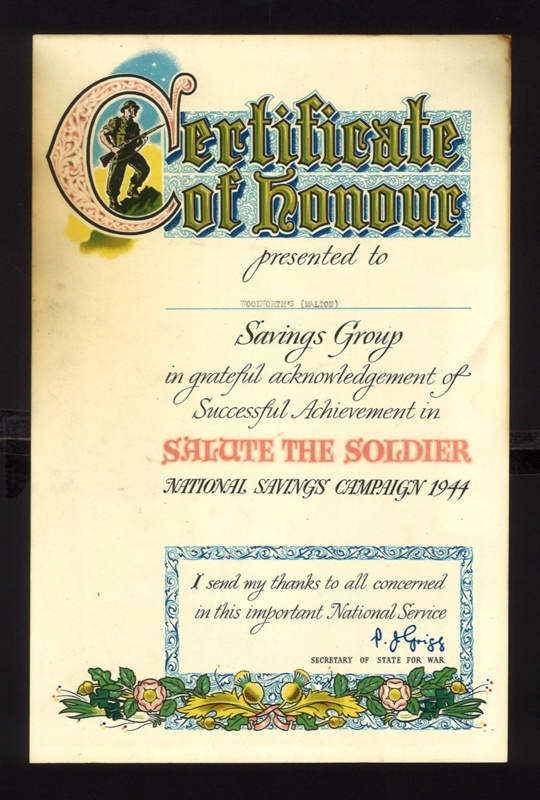 Certificate
of Honour
presented to
WOOLWORTH'S (MALTON)
Savings Group
in grateful acknowledgement of
Successful Achievement in
SALUTE THE SOLDIER
NATIONAL SAVINGS CAMPAIGN 1944
I send my thanks to all concerned
in this important National Service
P. J Grigg
SECRETARY OF STATE FOR WAR